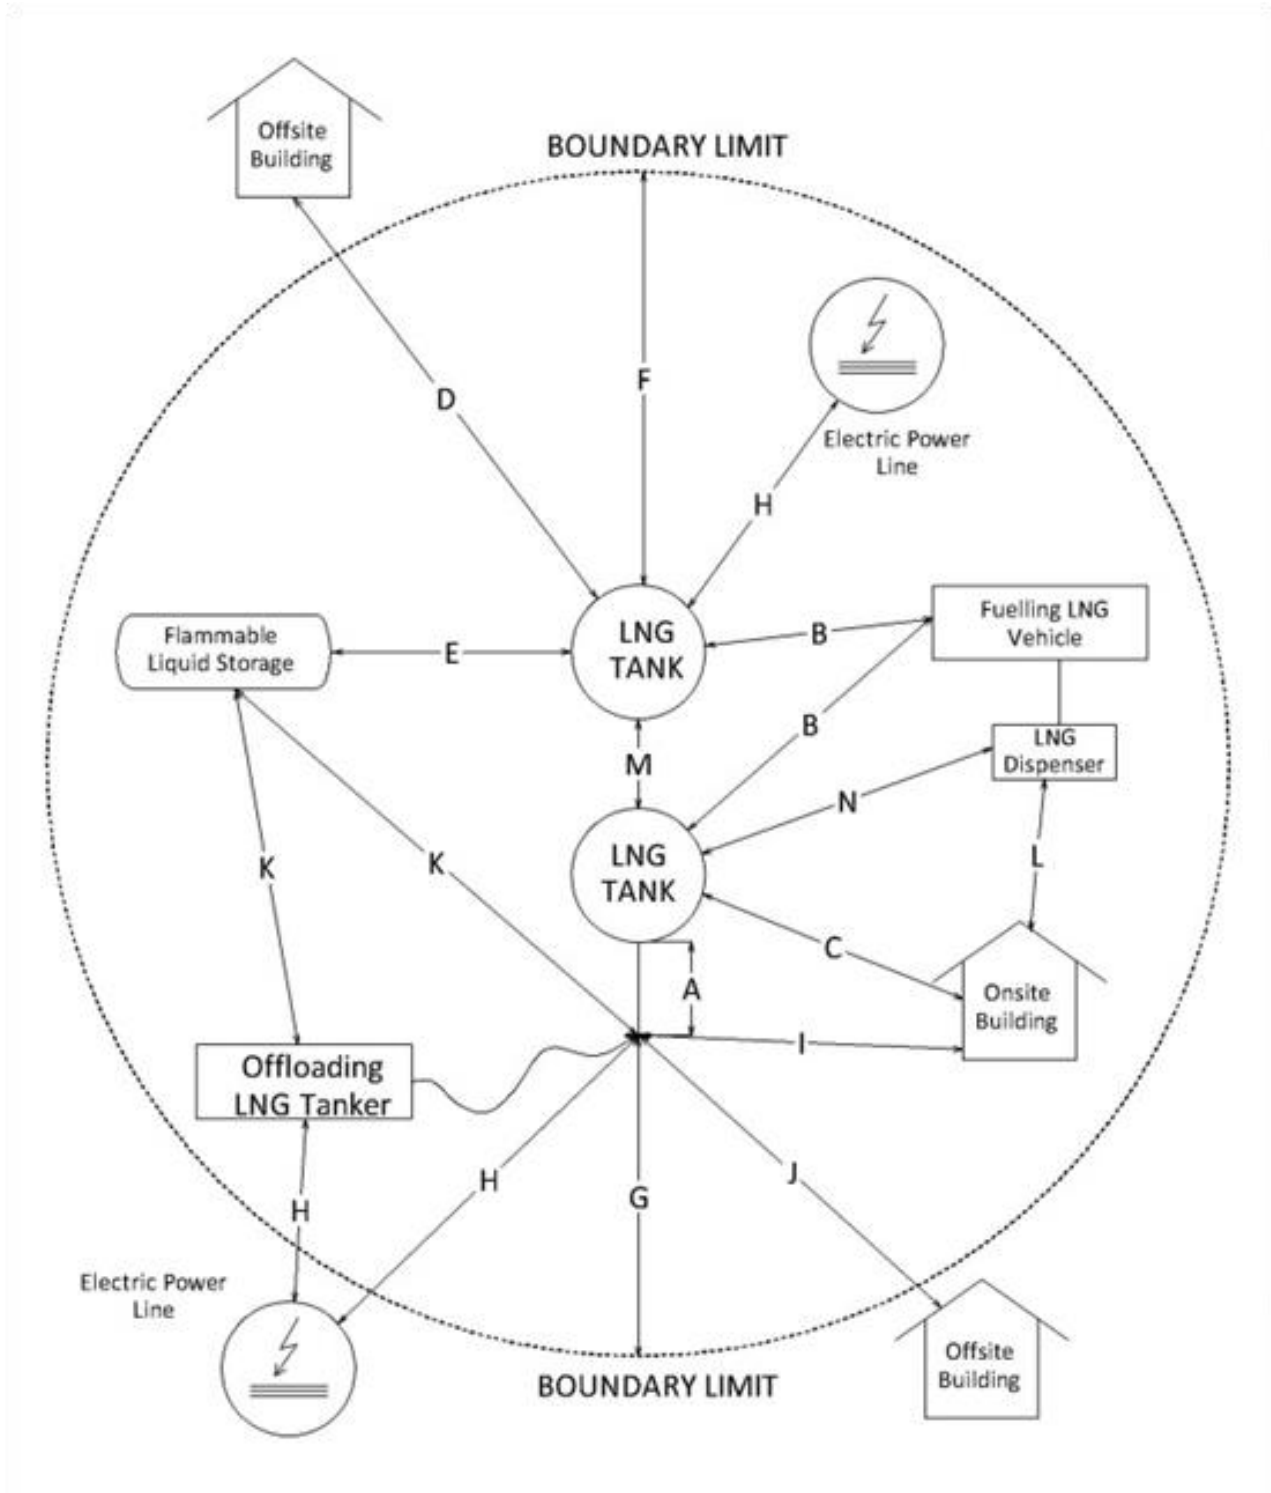 Offsite
Building
BOUNDARY LIMIT
F
D
Electric Power
Line
H
LNG
TANK
Fuelling LNG
Vehicle
B
Flammable
Liquid Storage
E
B
M
LNG
Dispenser
N
K
K
LNG
TANK
L
C
A
Onsite
Building
I
Offloading
LNG Tanker
H
H
G
J
Electric Power
Line
BOUNDARY LIMIT
Offsite
Building